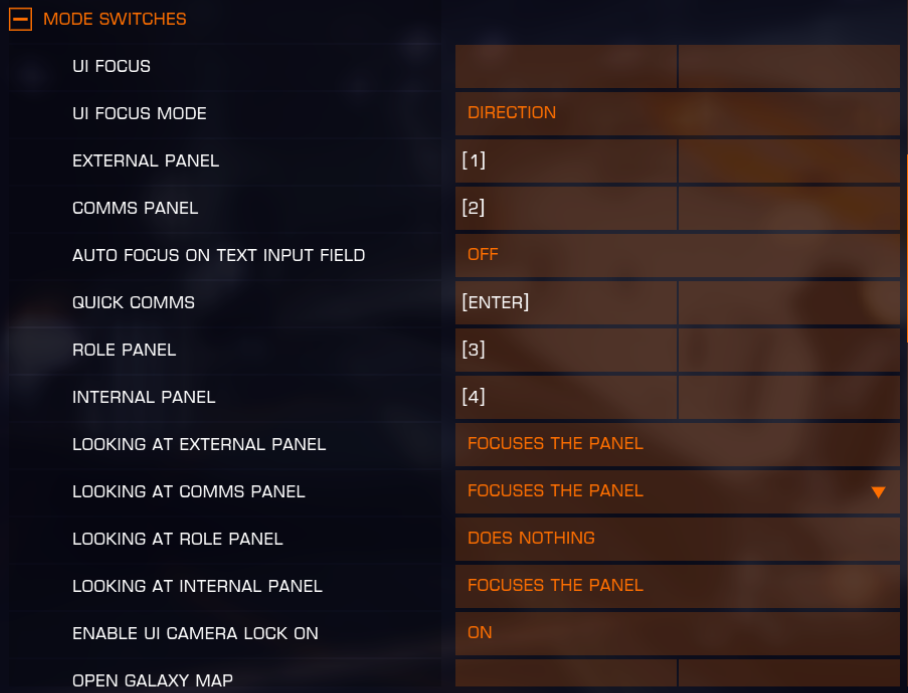 MODE SWITCHES
UI FOCUS
UI FOCUS MODE DIRECTION
EXTERNAL PANEL [1]
COMMS PANEL [2]
AUTO FOCUS ON TEXT INPUT FIELD OFF
QUICK COMMS [ENTER]
ROLE PANEL [3]
INTERNAL PANEL [4]
LOOKING AT EXTERNAL PANEL FOCUSES THE PANEL
LOOKING AT COMMS PANEL FOCUSES THE PANEL
LOOKING AT ROLE PANEL DOES NOTHING
LOOKING AT INTERNAL PANEL FOCUSES THE PANEL
ENABLE UI CAMERA LOCK ON ON
OPEN GALAXY MAP